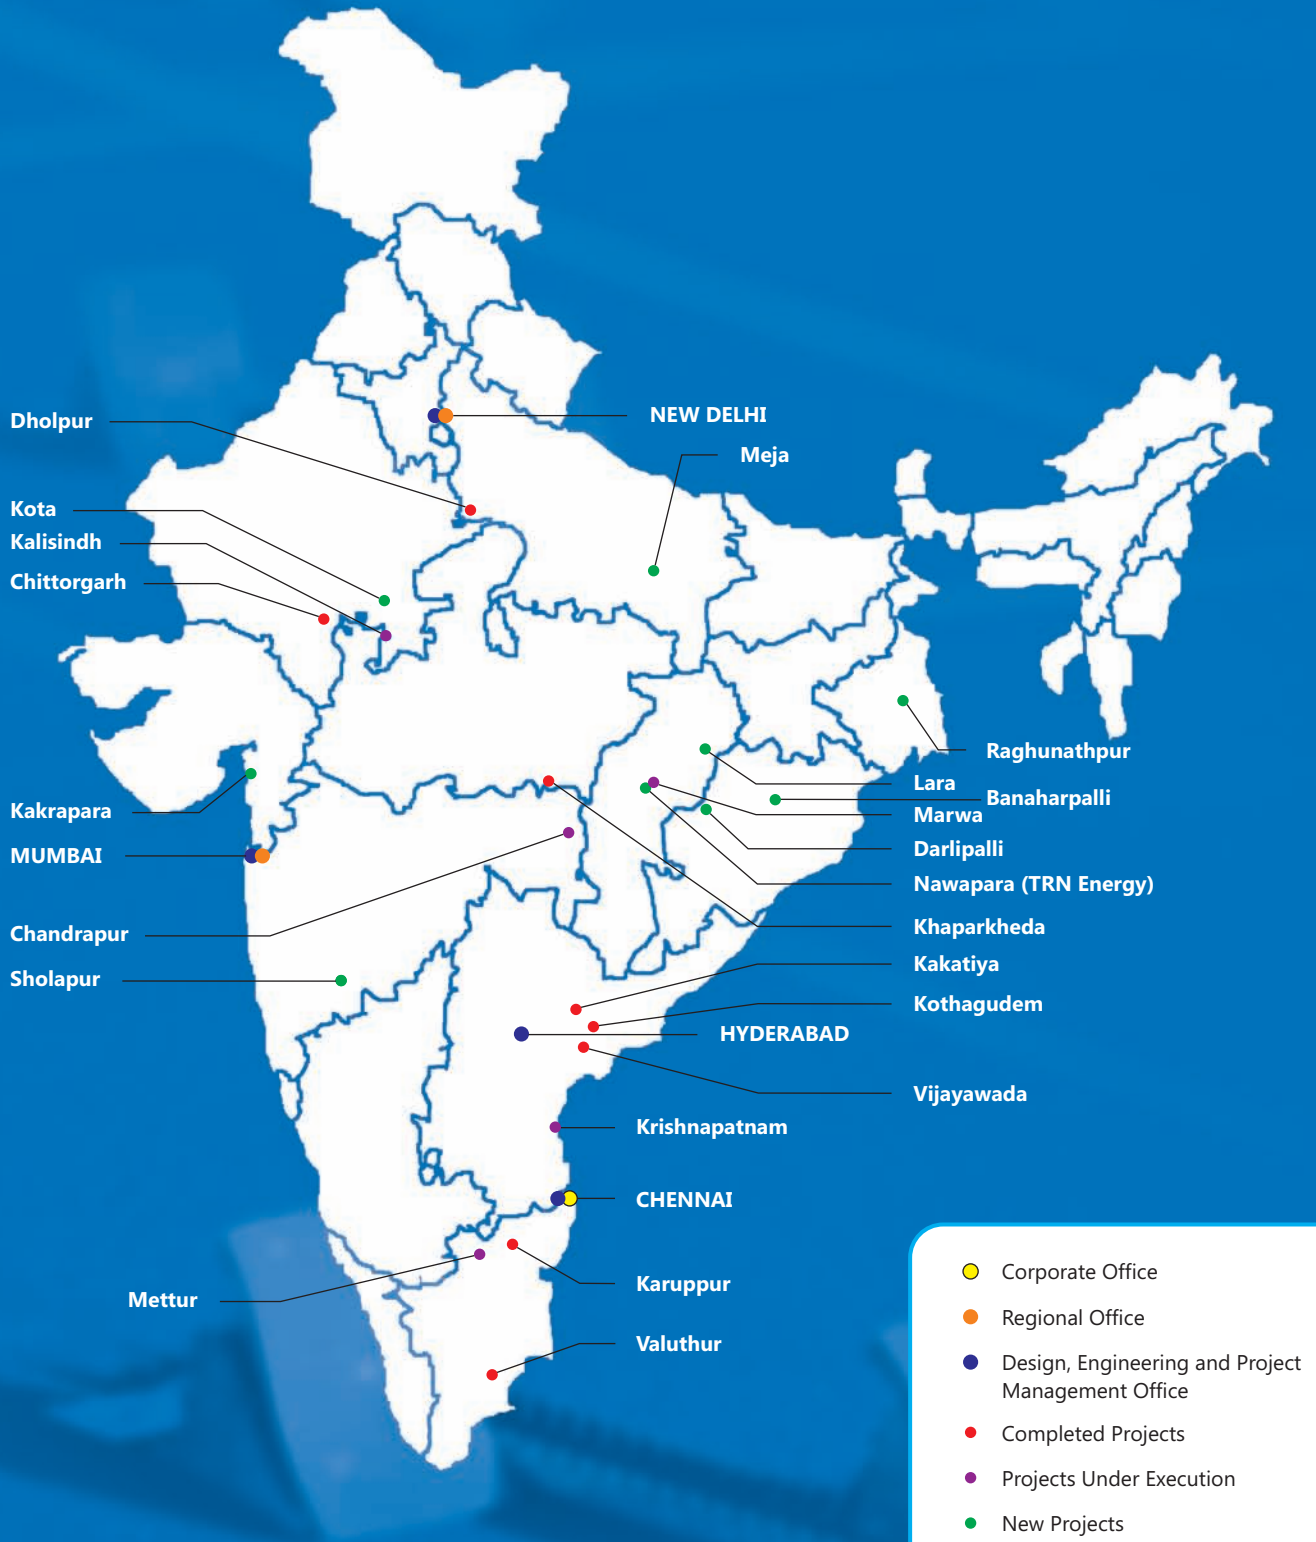 NEW DELHI
Dholpur
Meja
Kota
Kalisindh
Chittorgarh
Raghunathpur
Lara
Banaharpalli
Kakrapara
Marwa
Darlipalli
MUMBAI
Nawapara (TRN Energy)
Khaparkheda
Chandrapur
Kakatiya
Sholapur
Kothagudem
HYDERABAD
Vijayawada
Krishnapatnam
CHENNAI
Karuppur
Mettur
Valuthur
Corporate Office
Regional Office
Design, Engineering and Project
Management Office
Completed Projects
Projects Under Execution
New Projects